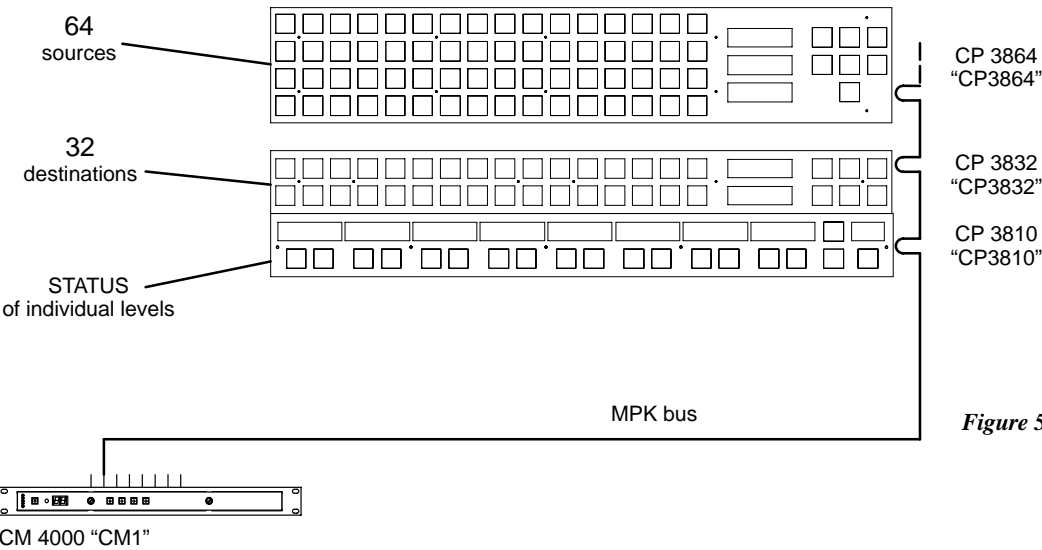 64
sources
CP 3864
“CP3864”
32
destinations
CP 3832
“CP3832”
CP 3810
“CP3810”
STATUS
of individual levels
MPK bus
Figure 5
CM 4000 “CM1”